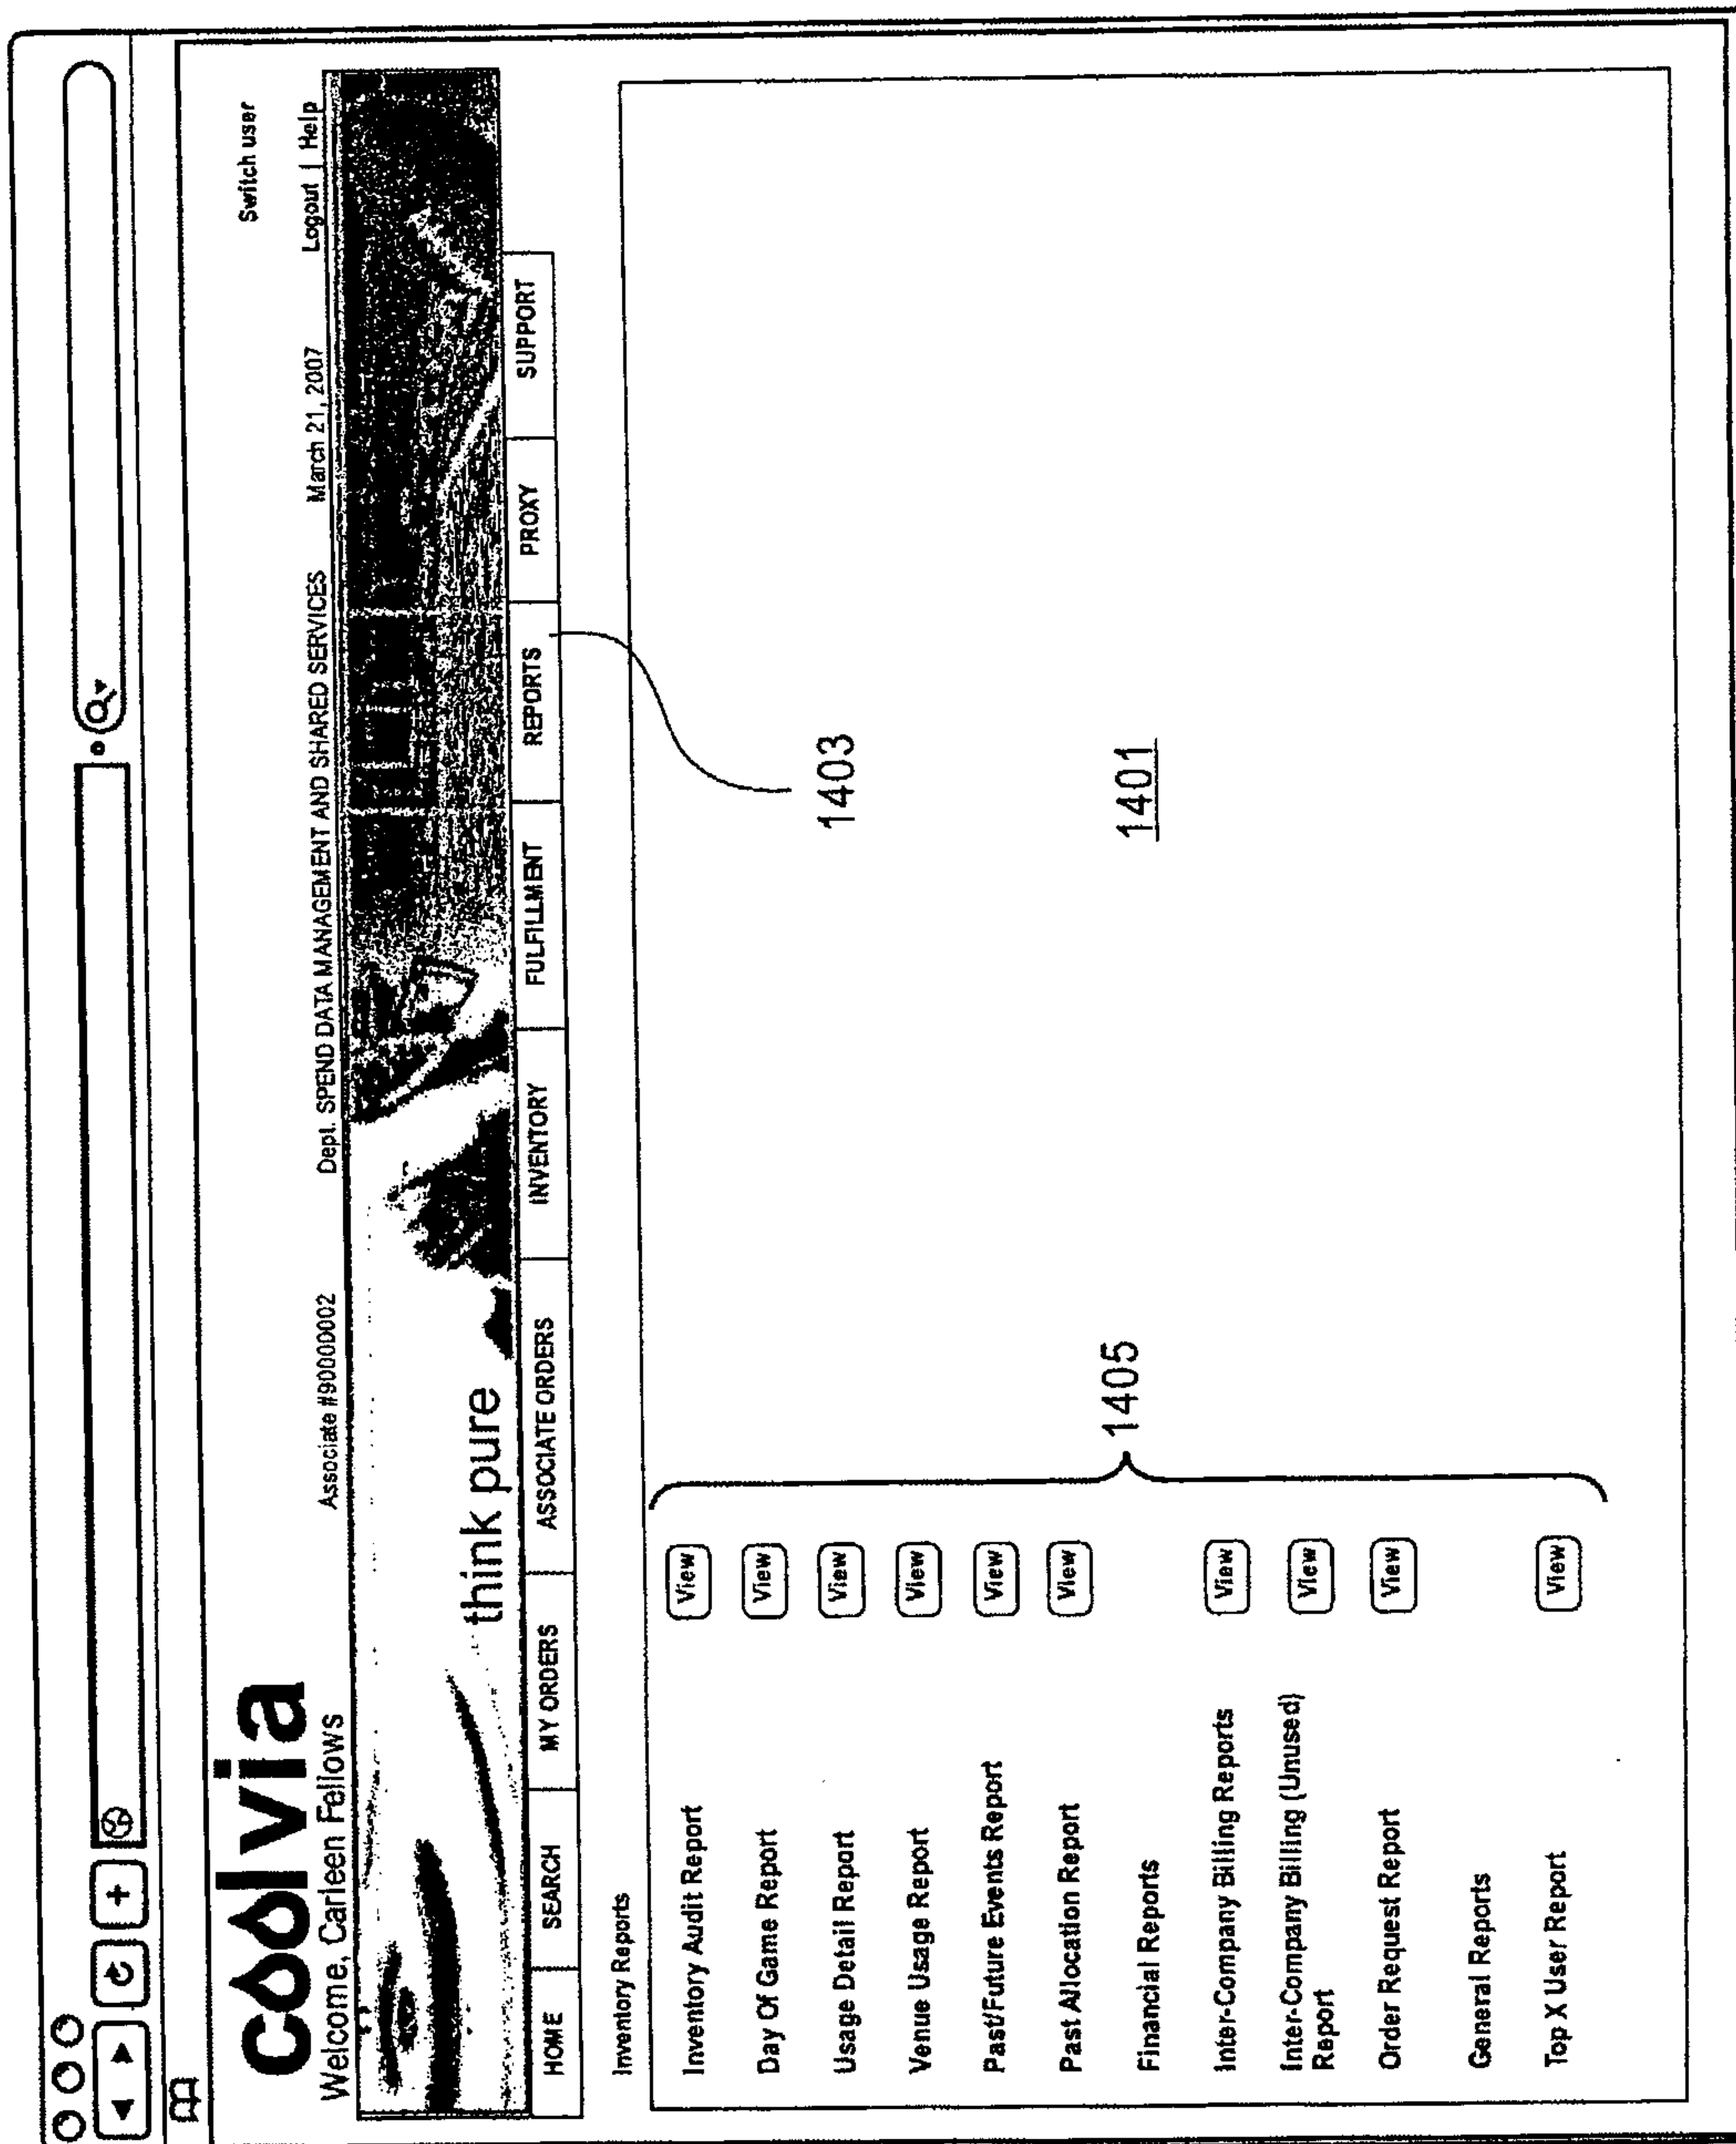 coolvia
Switch user
Welcome, Carleen Fellows
Associate #90000002
Dept. SPEND DATA MANAGEMENT AND SHARED SERVICES
March 21, 2007
Logout | Help
think pure
HOME
SEARCH
MY ORDERS
ASSOCIATE ORDERS
INVENTORY
FULFILLMENT
REPORTS
PROXY
SUPPORT
Inventory Reports
Inventory Audit Report View
Day Of Game Report View
Usage Detail Report View
Venue Usage Report View
Past/Future Events Report View
Past Allocation Report View
Financial Reports
Inter-Company Billing Reports View
Inter-Company Billing (Unused) View
Report
Order Request Report View
General Reports
Top X User Report View
1405
1403
1401